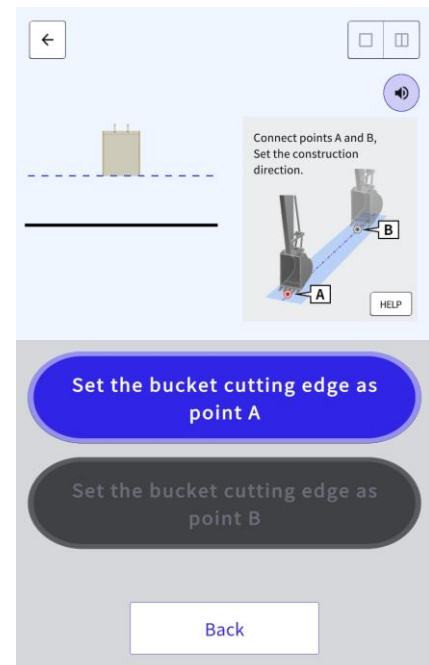 Connect points A and B,
Set the construction
direction.
B
A
HELP
Set the bucket cutting edge as
point A
Set the bucket cutting edge as
point B
Back